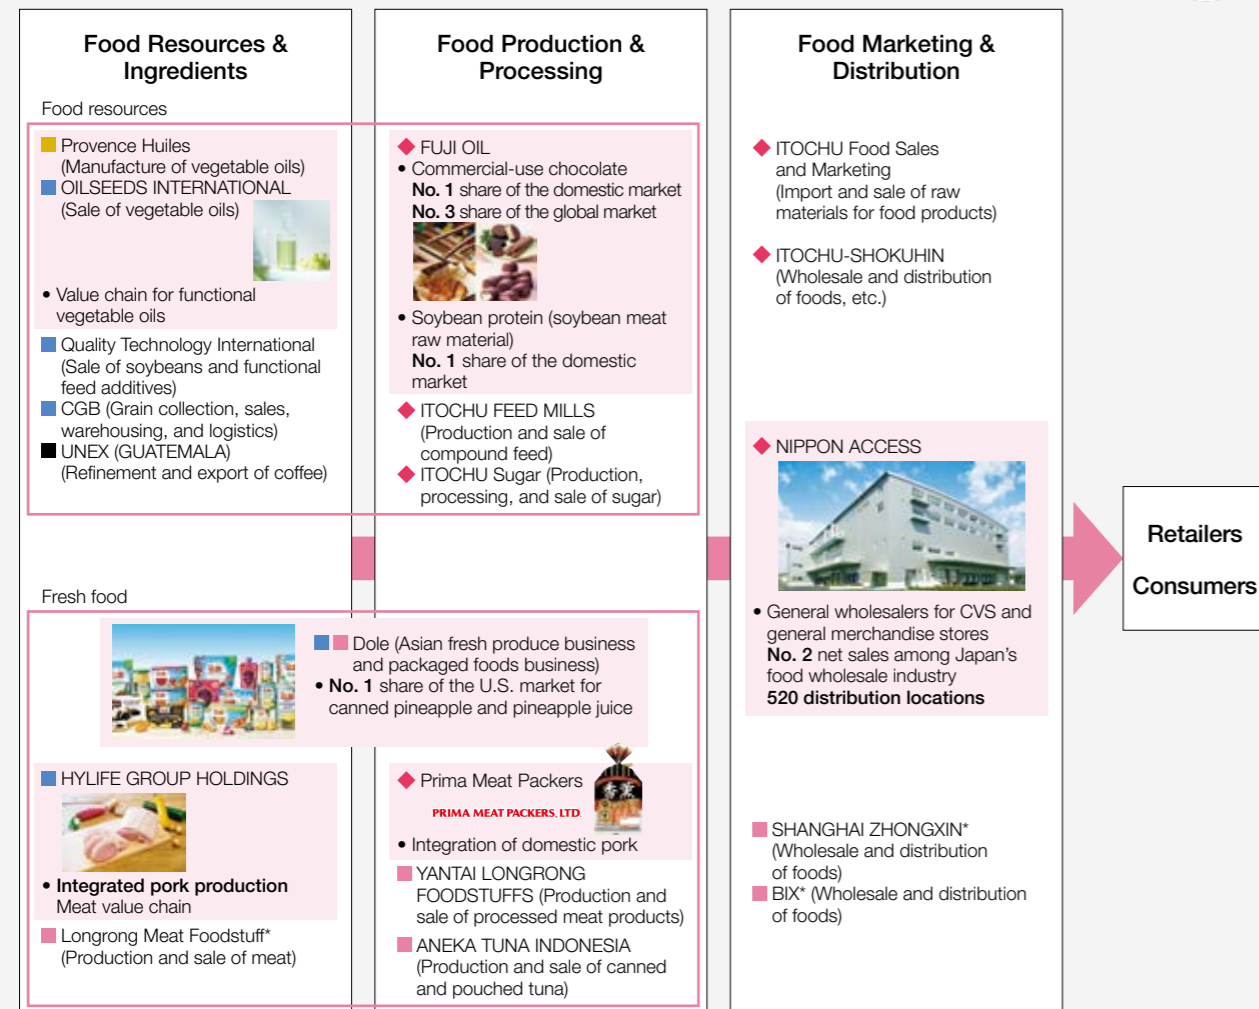 Food Resources &
Ingredients
Food resources
Provence Huiles
(Manufacture of vegetable oils)
OILSEEDS INTERNATIONAL
(Sale of vegetable oils)
• Value chain for functional
vegetable oils
Quality Technology International
(Sale of soybeans and functional
feed additives)
CGB (Grain collection, sales,
warehousing, and logistics)
UNEX (GUATEMALA)
(Refinement and export of coffee)
Food Production &
Processing
FUJI OIL
• Commercial-use chocolate
No. 1 share of the domestic market
No. 3 share of the global market
• Soybean protein (soybean meat
raw material)
No. 1 share of the domestic
market
ITOCHU FEED MILLS
(Production and sale of
compound feed)
ITOCHU Sugar (Production,
processing, and sale of sugar)
Fresh food
Dole (Asian fresh produce business
and packaged foods business)
• No. 1 share of the U.S. market for
canned pineapple and pineapple juice
HYLIFE GROUP HOLDINGS
• Integrated pork production
Meat value chain
Longrong Meat Foodstuff*
(Production and sale of meat)
Prima Meat Packers
PRIMA MEAT PACKERS, LTD.
香薫
• Integration of domestic pork
YANTAI LONGRONG
FOODSTUFFS (Production and
sale of processed meat products)
ANEKA TUNA INDONESIA
(Production and sale of canned
and pouched tuna)
Food Marketing &
Distribution
ITOCHU Food Sales
and Marketing
(Import and sale of raw
materials for food products)
ITOCHU-SHOKUHIN
(Wholesale and distribution
of foods, etc.)
NIPPON ACCESS
• General wholesalers for CVS and
general merchandise stores
No. 2 net sales among Japan's
food wholesale industry
520 distribution locations
SHANGHAI ZHONGXIN*
(Wholesale and distribution
of foods)
BIX* (Wholesale and distribution
of foods)
Retailers
Consumers